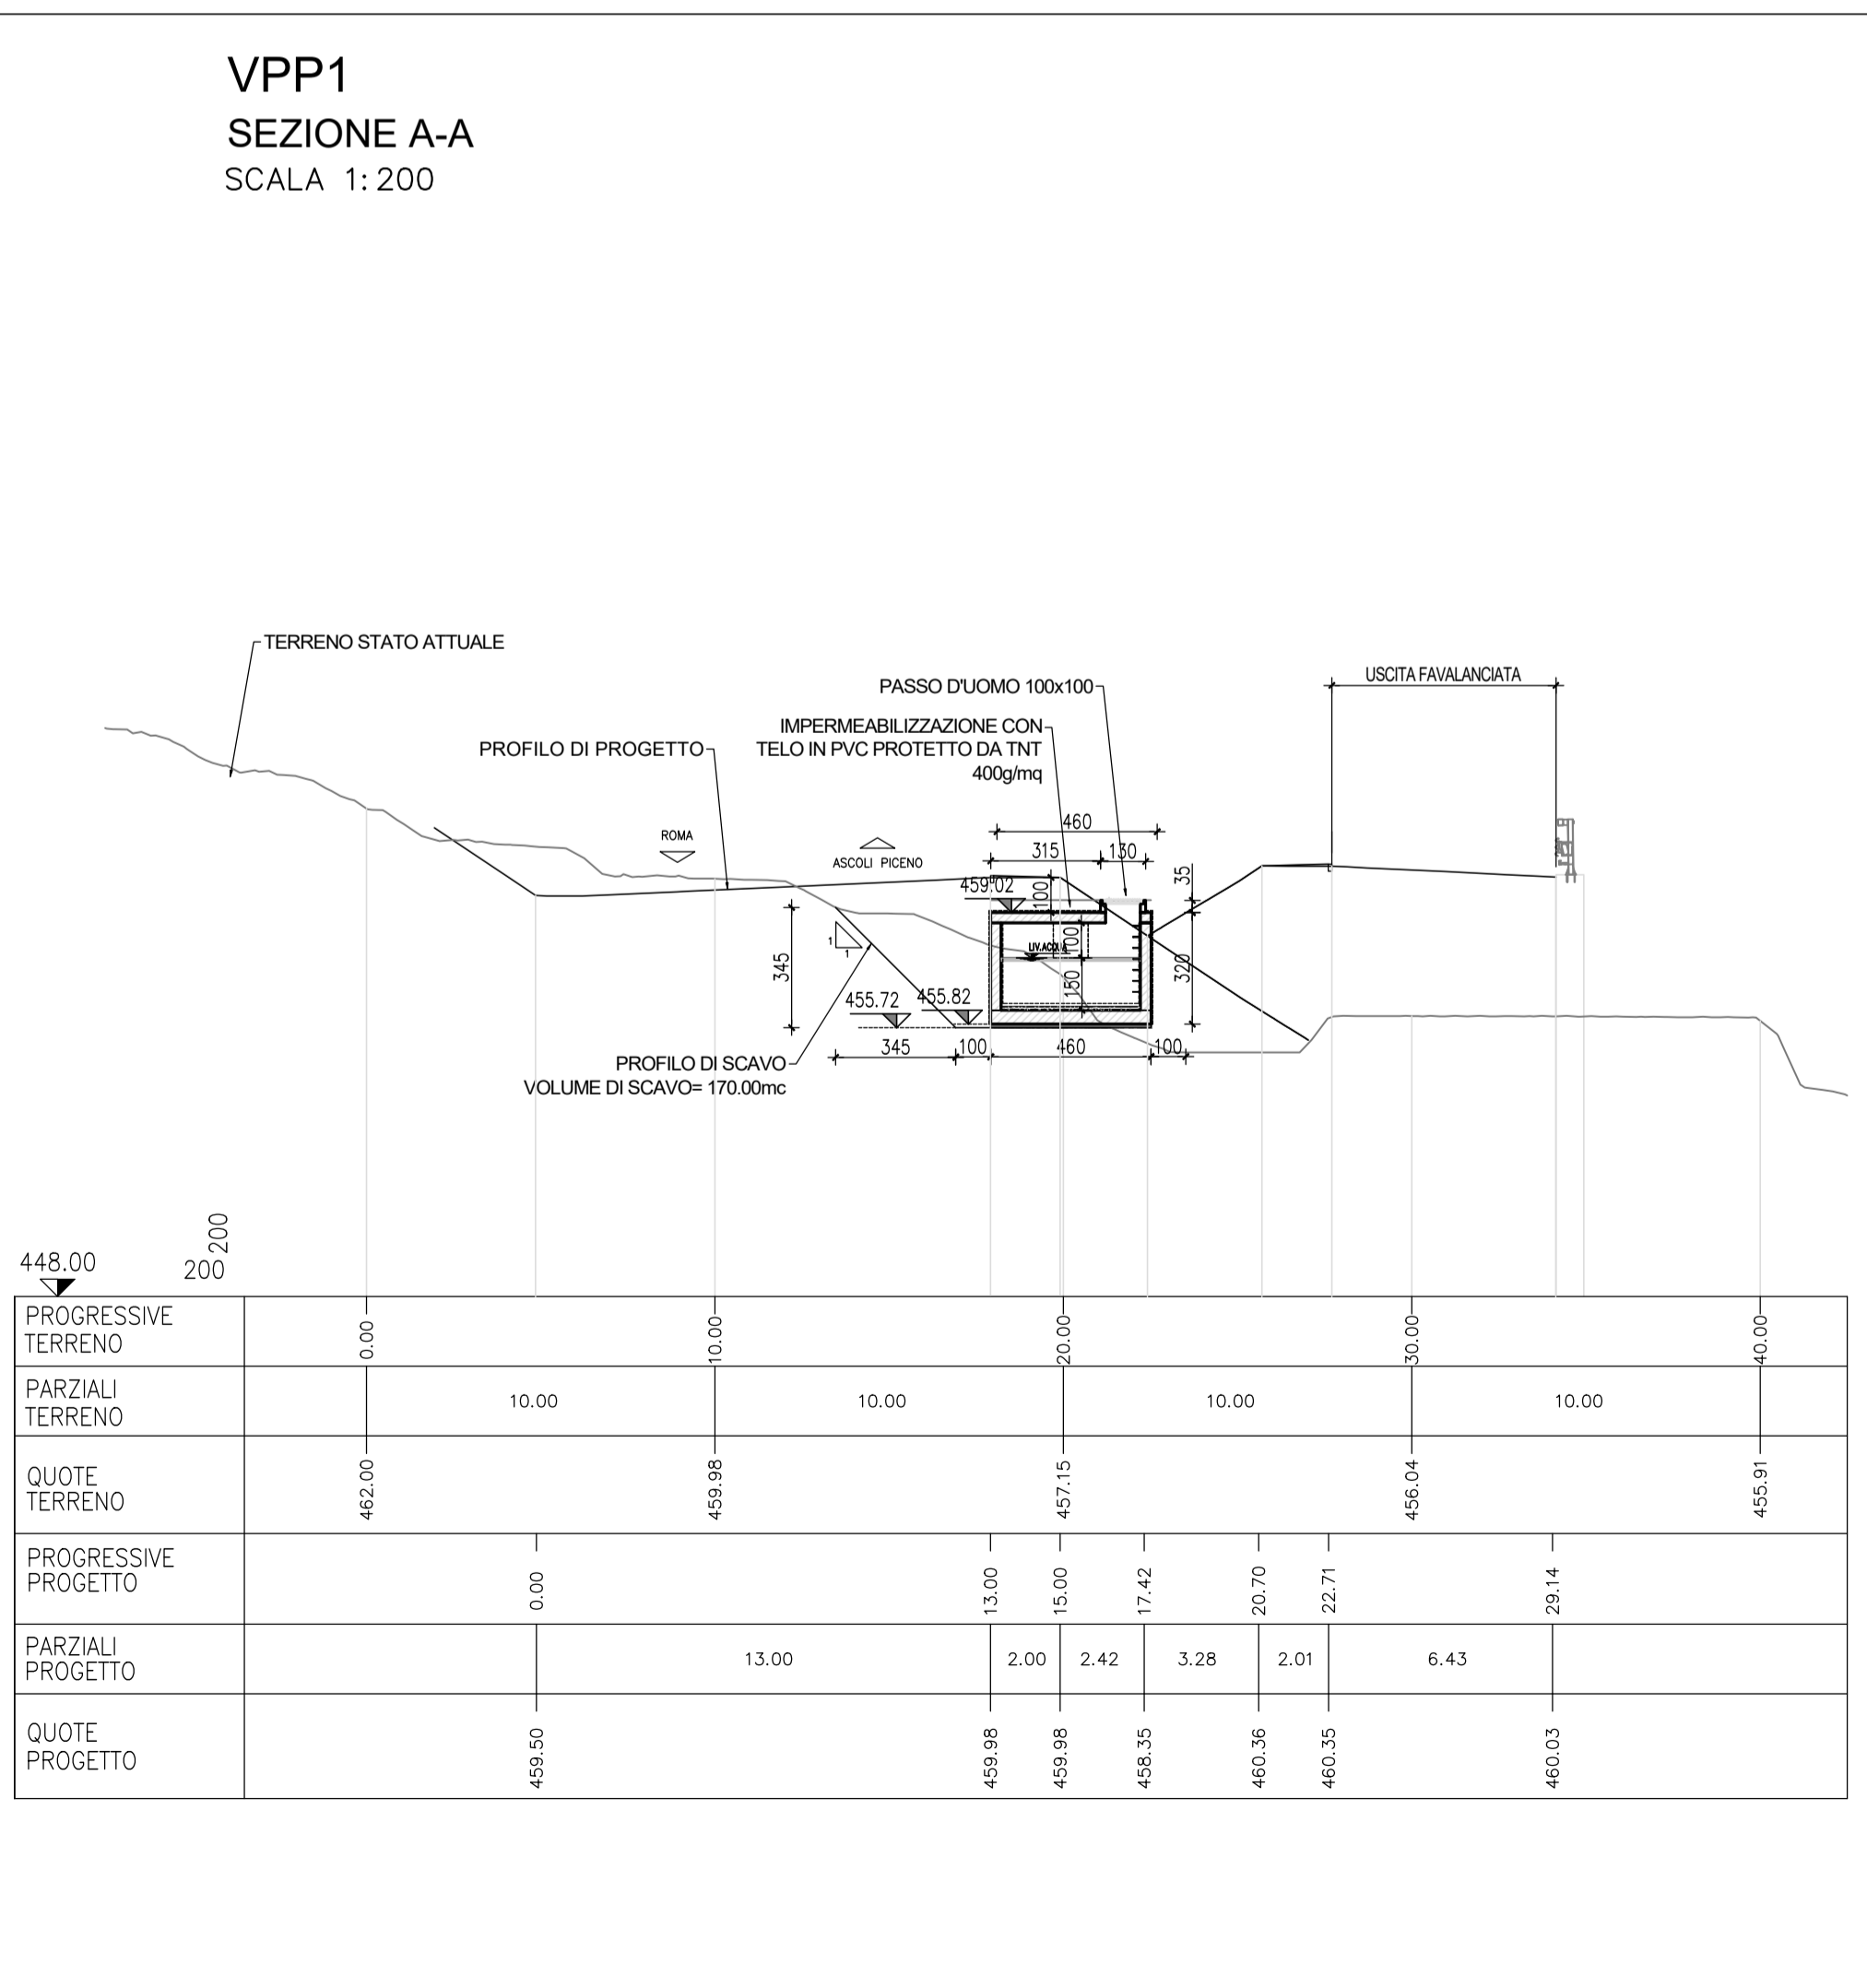 VPP1
SEZIONE A-A
SCALA 1:200
TERRENO STATO ATTUALE
PASSO D'UOMO 100x100
USCITA FAVALANCIATA
IMPERMEABILIZZAZIONE CON
TELO IN PVC PROTETTO DA TNT
400g/mq
PROFILO DI PROGETTO
ROMA
ASCOLI PICENO
460
315
130
35
459.02
100
100
LIV.ACQUA
150
320
345
1
1
455.72
455.82
345
100
460
100
PROFILO DI SCAVO
VOLUME DI SCAVO= 170.00mc
200
448.00
200
PROGRESSIVE
TERRENO
0.00
10.00
20.00
30.00
40.00
PARZIALI
TERRENO
10.00
10.00
10.00
10.00
QUOTE
TERRENO
462.00
459.98
457.15
456.04
455.91
PROGRESSIVE
PROGETTO
0.00
13.00
15.00
17.42
20.70
22.71
29.14
PARZIALI
PROGETTO
13.00
2.00
2.42
3.28
2.01
6.43
QUOTE
PROGETTO
459.50
459.98
459.98
458.35
460.36
460.35
460.03